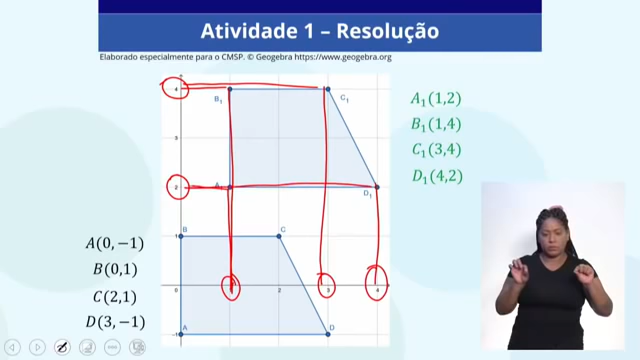 Atividade 1 – Resolução
Elaborado especialmente para o CMSP. © Geogebra https://www.geogebra.org
4
B₁
C₁
3
2
A₁
D₁
1
B
C
0
2
3
4
-1
A
D
A₁(1,2)
B₁(1,4)
C₁(3,4)
D₁(4,2)
A(0, −1)
B(0,1)
C(2,1)
D(3, −1)